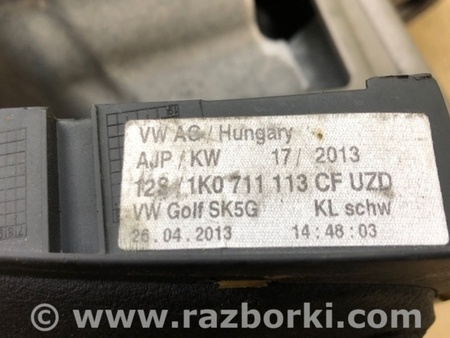 VW AG / Hungary
AJP / KW 17 / 2013
128 / 1K0 711 113 CF UZD
VW Golf SK5G KL schw
26.04.2013 14:48:03
© www.razborki.com